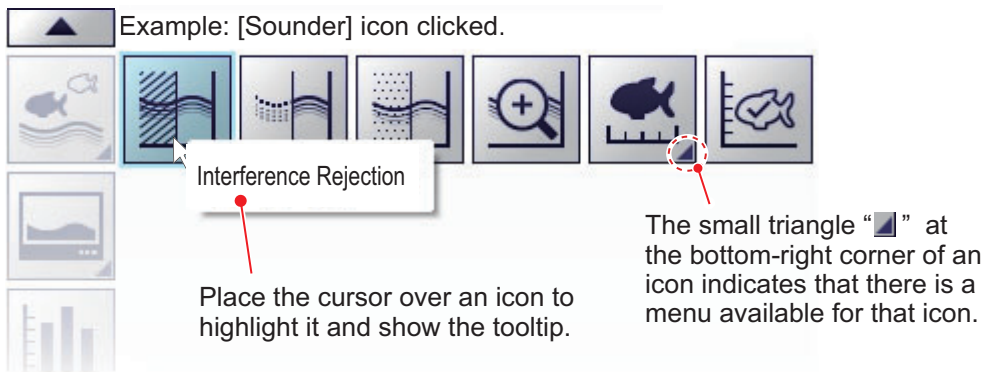 Example: [Sounder] icon clicked.
Interference Rejection
Place the cursor over an icon to
highlight it and show the tooltip.
The small triangle “ ” at
the bottom-right corner of an
icon indicates that there is a
menu available for that icon.